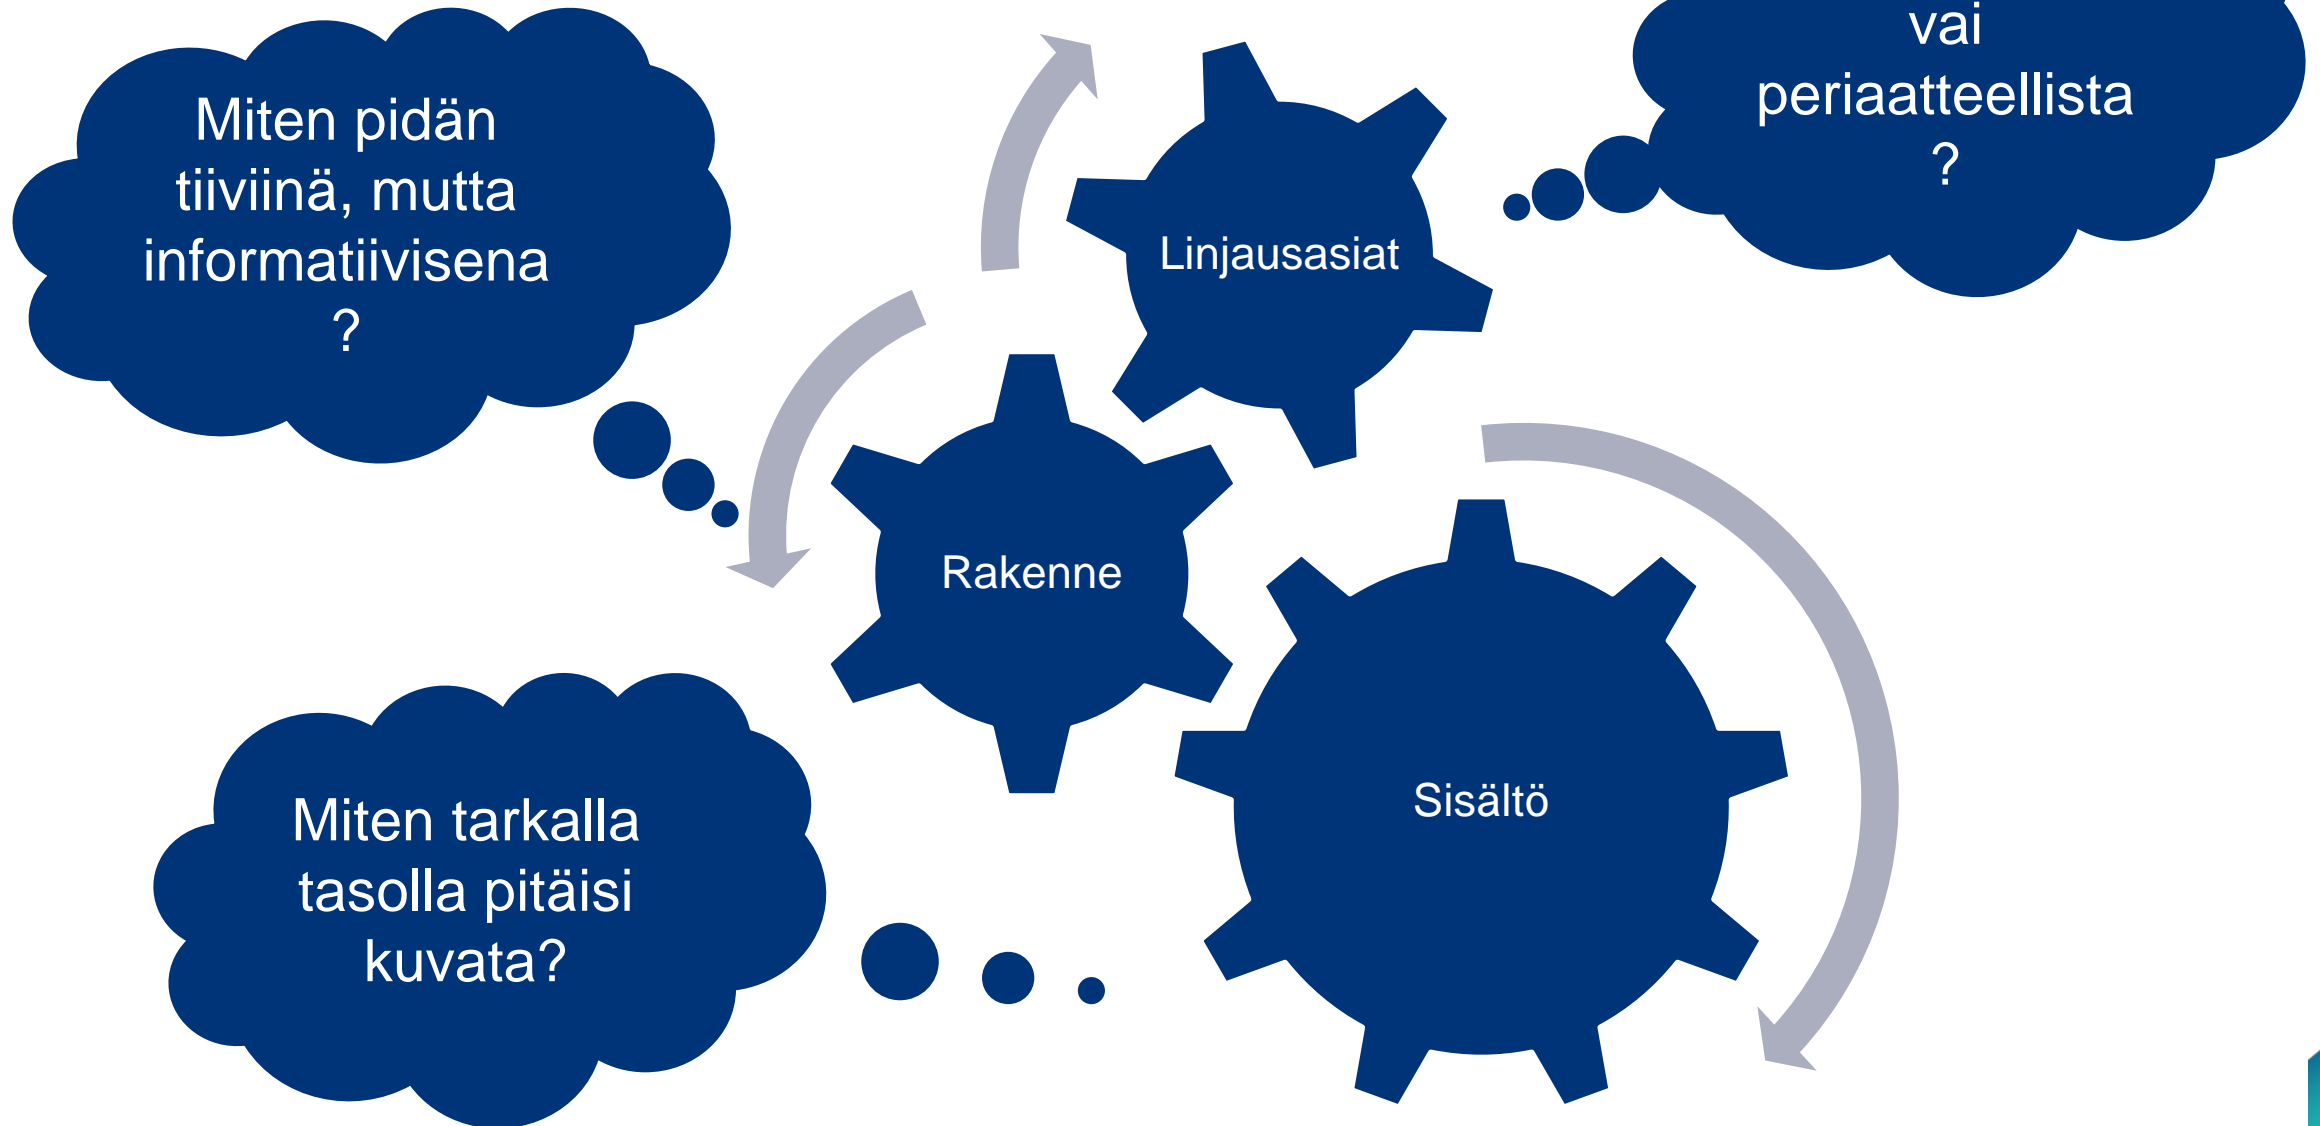 Miten pidän
tiiviinä, mutta
informatiivisena
?
vai
periaatteellista
?
Linjausasiat
Rakenne
Sisältö
Miten tarkalla
tasolla pitäisi
kuvata?